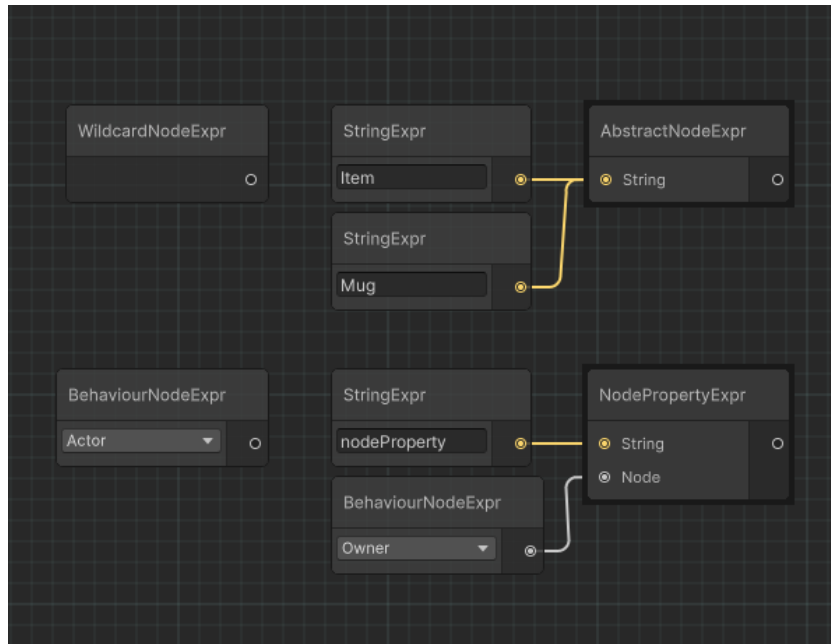 WildcardNodeExpr
StringExpr
Item
AbstractNodeExpr
String
StringExpr
Mug
BehaviourNodeExpr
Actor
StringExpr
nodeProperty
NodePropertyExpr
String
Node
BehaviourNodeExpr
Owner